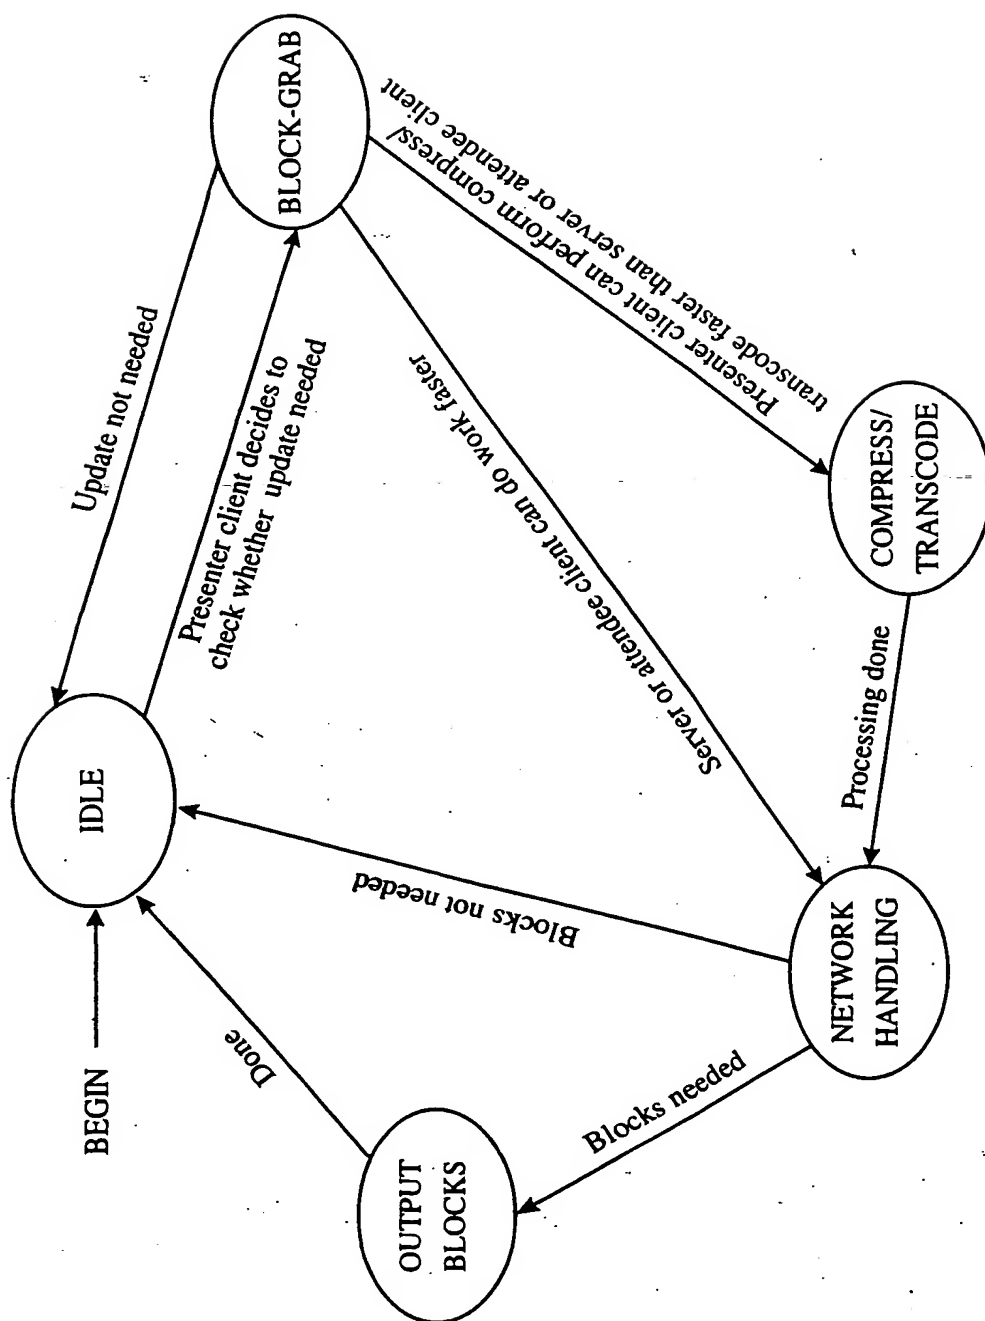 BEGIN
IDLE
Update not needed
Presenter client decides to
check whether update needed
BLOCK-GRAB
Done
Blocks not needed
Server or attendee client can do work faster
Presenter client can perform compress/
transcode faster than server or attendee client
OUTPUT
BLOCKS
Blocks needed
NETWORK
HANDLING
Processing done
COMPRESS/
TRANSCODE